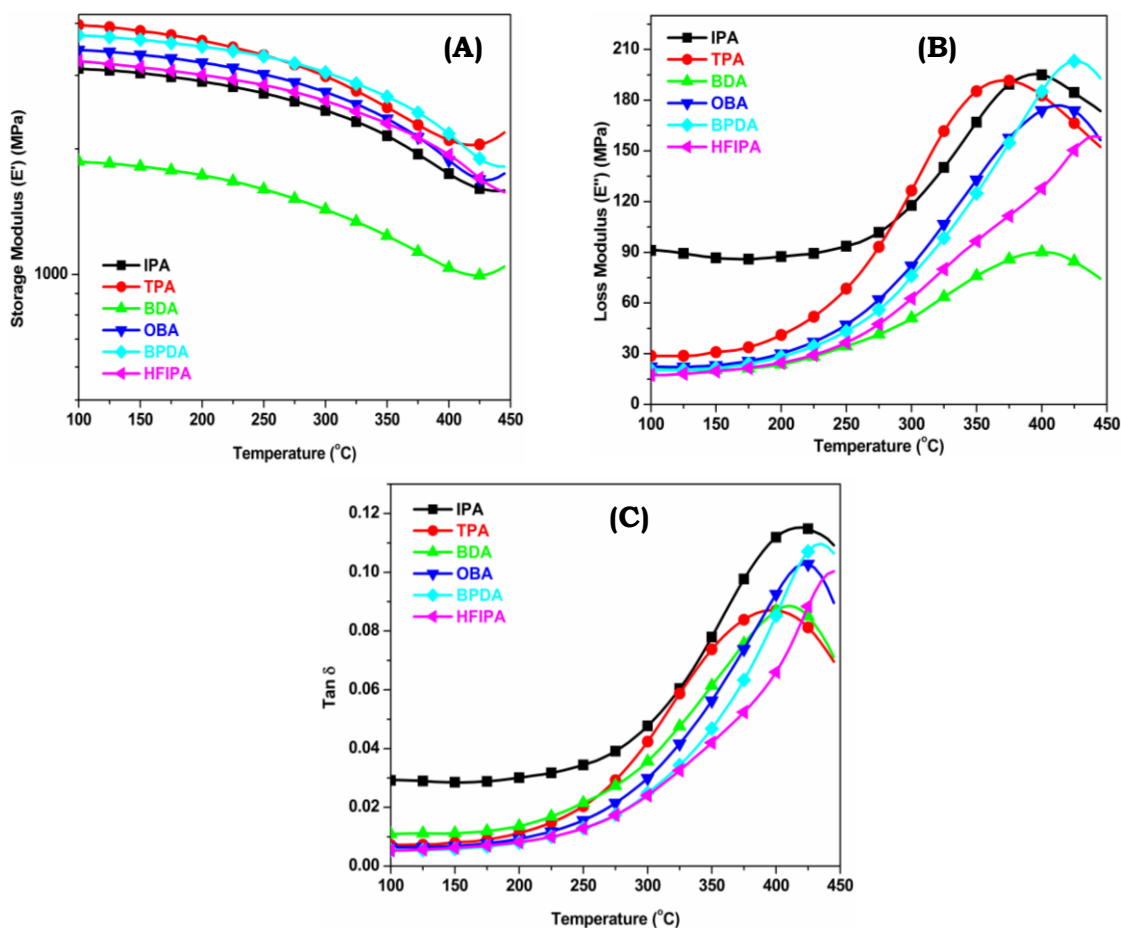 (A)
Storage Modulus (E') (MPa)
1000
IPA
TPA
BDA
OBA
BPDA
HFIPA
100 150 200 250 300 350 400 450
Temperature (°C)
(B)
Loss Modulus (E'') (MPa)
210
180
150
120
90
60
30
0
IPA
TPA
BDA
OBA
BPDA
HFIPA
100 150 200 250 300 350 400 450
Temperature (°C)
(C)
Tan δ
0.12
0.10
0.08
0.06
0.04
0.02
0.00
IPA
TPA
BDA
OBA
BPDA
HFIPA
100 150 200 250 300 350 400 450
Temperature (°C)